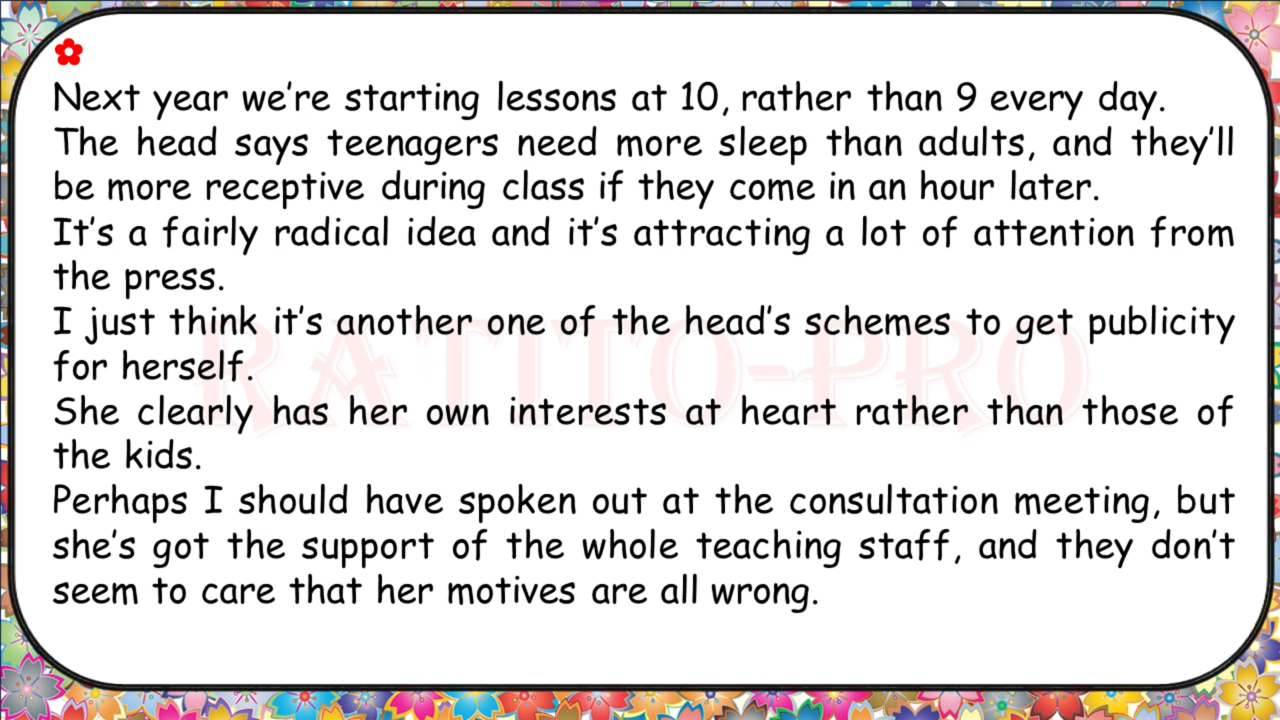 Next year we’re starting lessons at 10, rather than 9 every day.
The head says teenagers need more sleep than adults, and they’ll
be more receptive during class if they come in an hour later.
It’s a fairly radical idea and it’s attracting a lot of attention from
the press.
I just think it’s another one of the head’s schemes to get publicity
for herself.
RATITO-PRO
She clearly has her own interests at heart rather than those of
the kids.
Perhaps I should have spoken out at the consultation meeting, but
she’s got the support of the whole teaching staff, and they don’t
seem to care that her motives are all wrong.